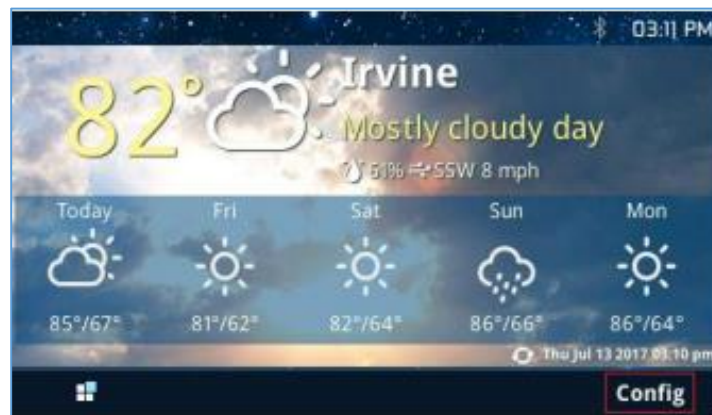 03:11 PM
82°
Irvine
Mostly cloudy day
51% SSW 8 mph
Today Fri Sat Sun Mon
85°/67° 81°/62° 82°/64° 86°/66° 86°/64°
Thu Jul 13 2017 03:10 pm
Config